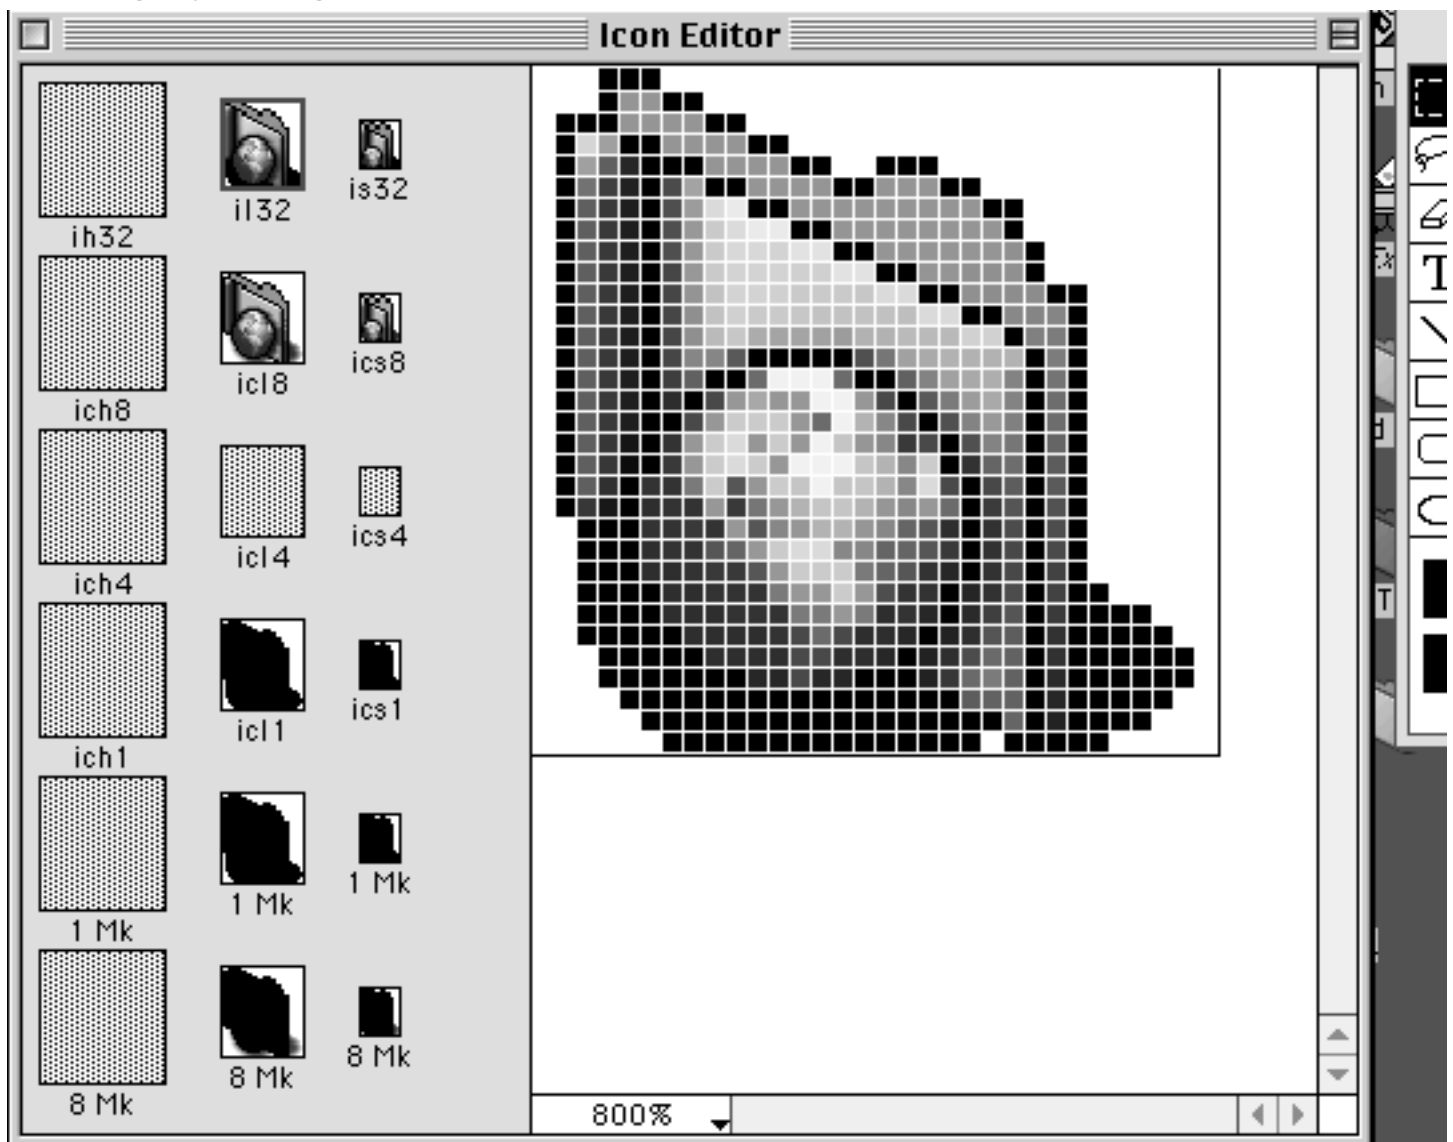 Icon Editor
ih32
il32
is32
ich8
icl8
ics8
ich4
icl4
ics4
ich1
icl1
ics1
1 Mk
1 Mk
1 Mk
8 Mk
8 Mk
8 Mk
800%
T
T